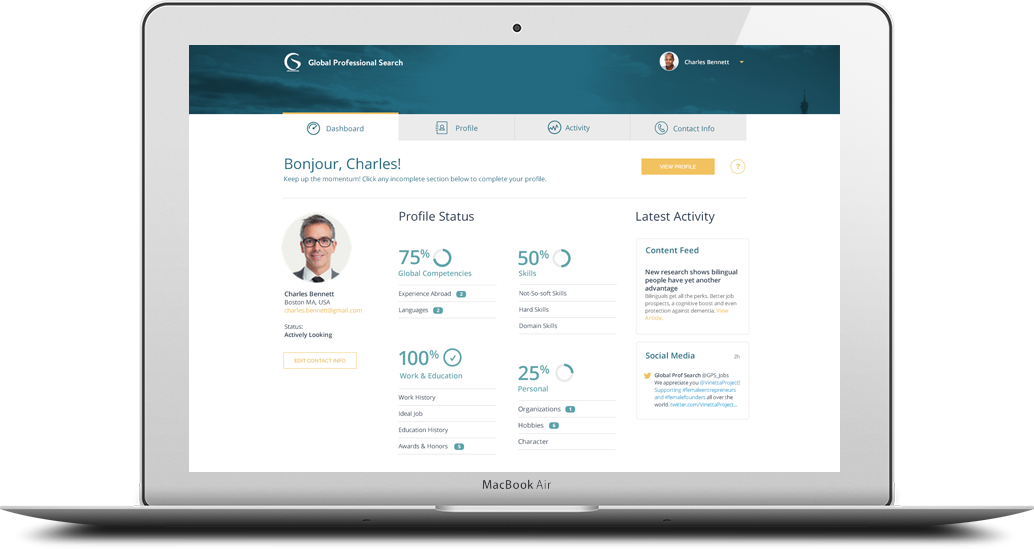 Global Professional Search
Charles Bennett
Dashboard
Profile
Activity
Contact Info
Bonjour, Charles!
Keep up the momentum! Click any incomplete section below to complete your profile.
VIEW PROFILE
?
Charles Bennett
Boston MA, USA
charles.bennett@gmail.com
Status:
Actively Looking
EDIT CONTACT INFO
Profile Status
75%
Global Competencies
Experience Abroad 2
Languages 3
50%
Skills
Not-So-soft Skills
Hard Skills
Domain Skills
100%
Work & Education
Work History
Ideal Job
Education History
Awards & Honors
25%
Personal
Organizations 1
Hobbies
Character
Latest Activity
Content Feed
New research shows bilingual
people have yet another
advantage
Bilinguals get all the perks. Better job
prospects, a cognitive boost and even
protection against dementia. View
Article.
Social Media 2h
Global Prof Search @GPS_Jobs
We appreciate you @VinettaProject!
Supporting #femaleentrepreneurs
and #femalefounders all over the
world. twitter.com/VinettaProject...
MacBook Air